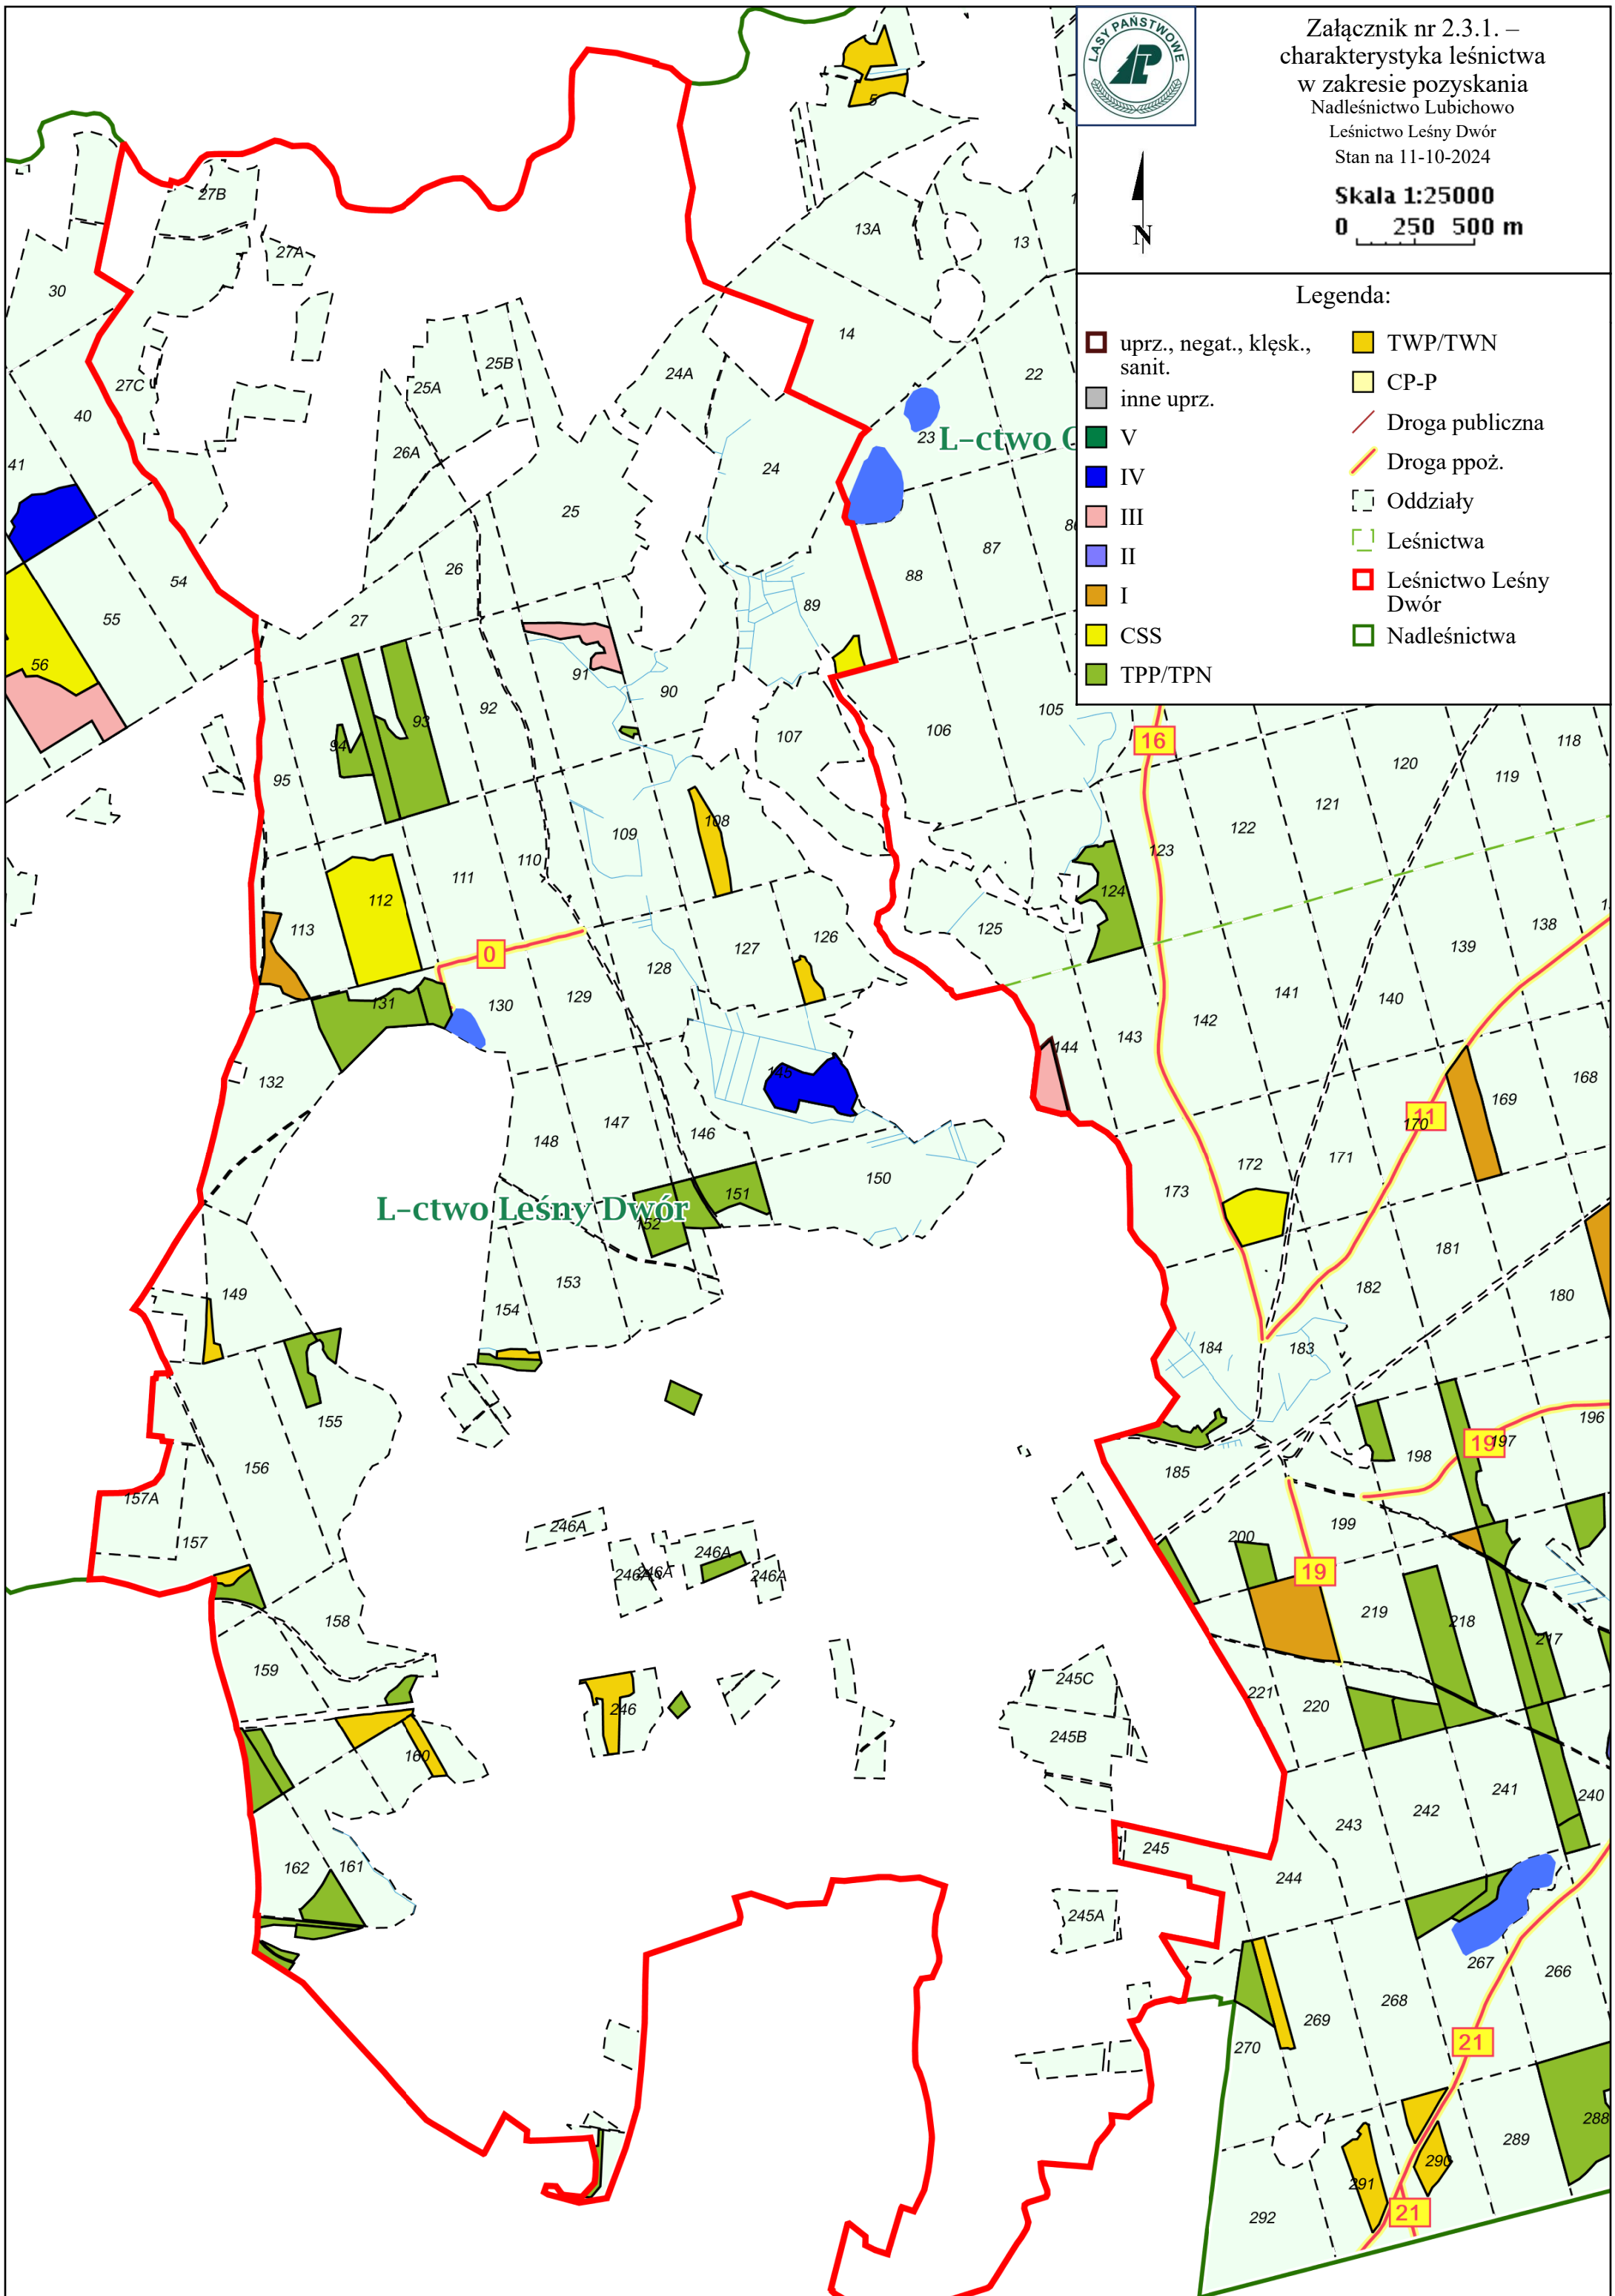 LASY PAŃSTWOWE
LP
Załącznik nr 2.3.1. –
charakterystyka leśnictwa
w zakresie pozyskania
Nadleśnictwo Lubichowo
Leśnictwo Leśny Dwór
Stan na 11-10-2024
Skala 1:25000
0 250 500 m
N
Legenda:
uprz., negat., klęsk.,
sanit.
inne uprz.
V
IV
III
II
I
CSS
TPP/TPN
TWP/TWN
CP-P
Droga publiczna
Droga ppoż.
Oddziały
Leśnictwa
Leśnictwo Leśny
Dwór
Nadleśnictwa
5
27B
13A
13
27A
30
14
24A
22
25B
25A
27C
40
23
L-ctwo
26A
41
24
25
87
26
88
54
89
55
27
56
91
90
92
105
93
106
107
94
16
118
120
95
119
121
108
122
109
123
110
111
124
112
138
113
125
126
139
127
0
128
141
129
140
131
130
142
143
144
145
168
132
169
11
170
147
148
146
171
172
150
173
151
L-ctwo Leśny Dwór
152
181
153
182
149
180
154
184
183
155
196
19
197
198
156
185
157A
246A
199
200
157
246A
246A
246A
246A
19
219
158
218
217
159
245C
221
220
246
245B
160
241
240
242
243
245
162
161
244
245A
267
266
268
269
21
270
288
289
290
291
21
292